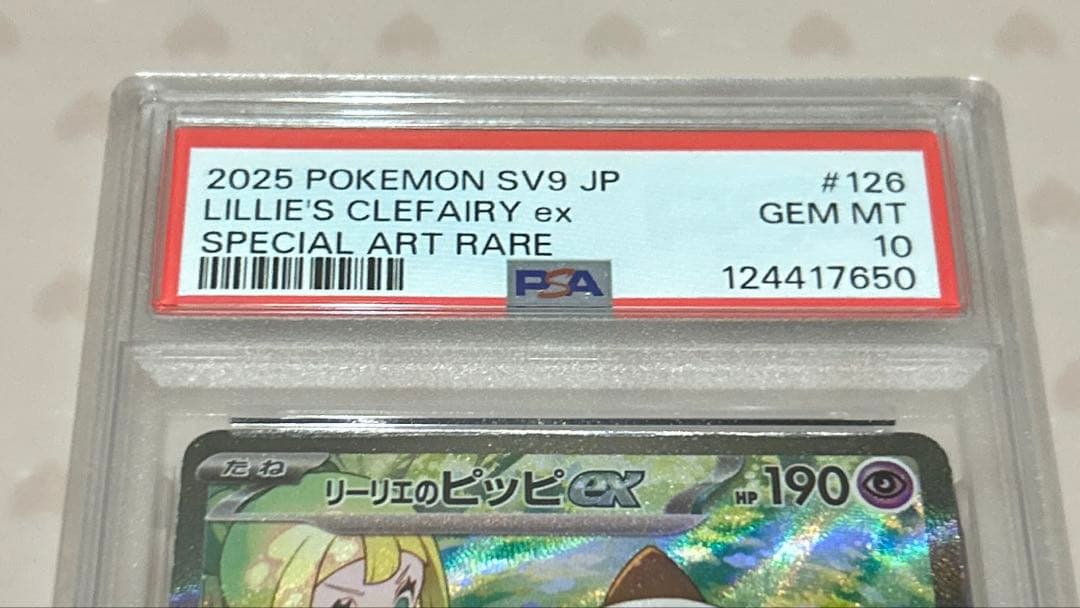 2025 POKEMON SV9 JP #126
LILLIE'S CLEFAIRY ex GEM MT
SPECIAL ART RARE 10
PSA 124417650
たね リーリエのピッピex HP 190